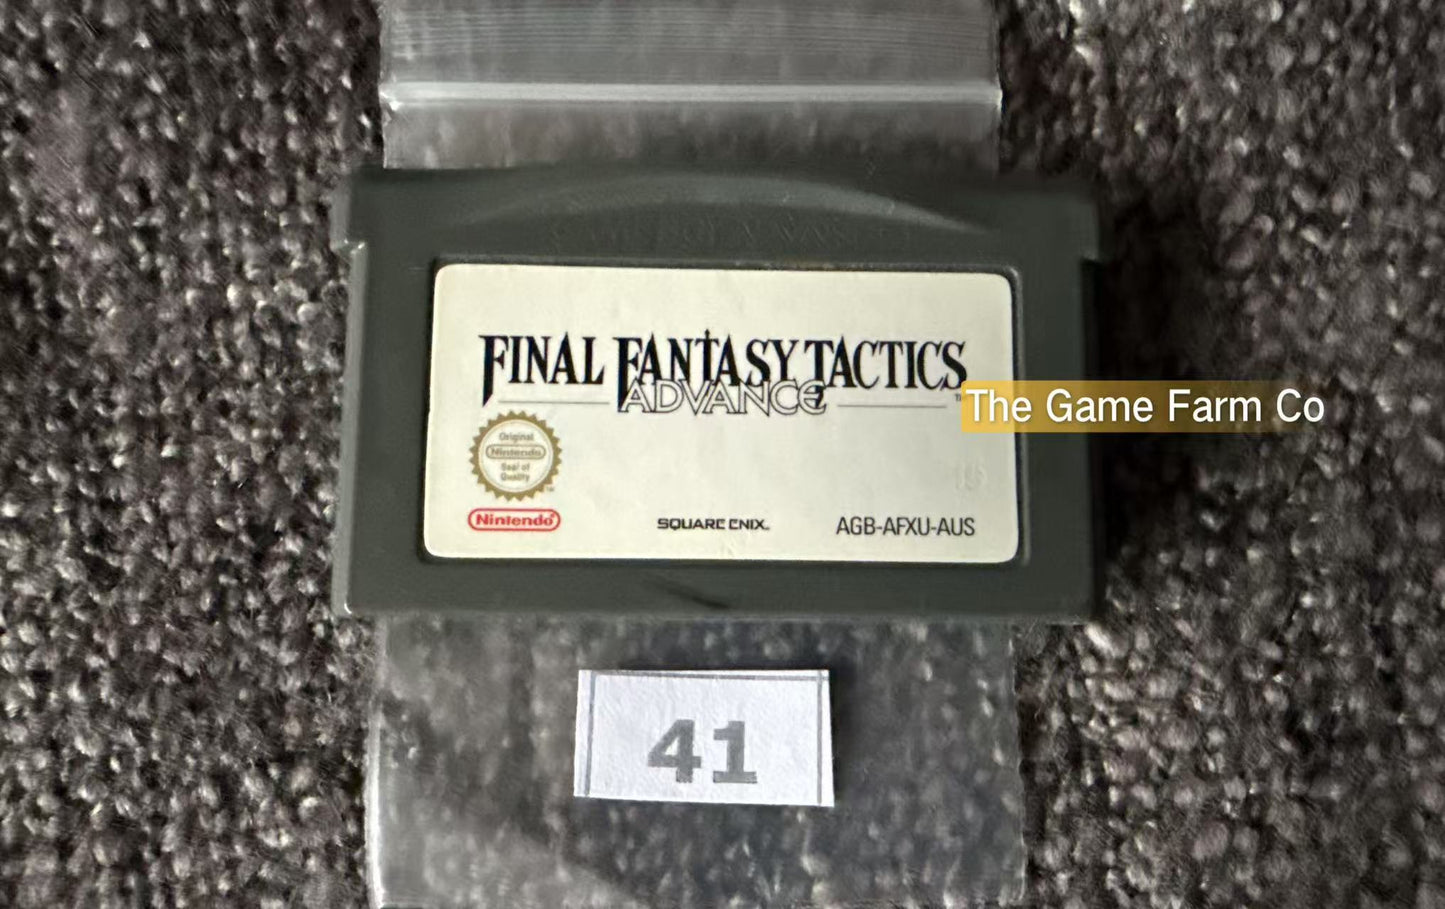 FINAL FANTASY TACTICS
ADVANCE
TM
The Game Farm Co
Original
Nintendo
Seal of
Quality
Nintendo
SQUARE ENIX
AGB-AFXU-AUS
41